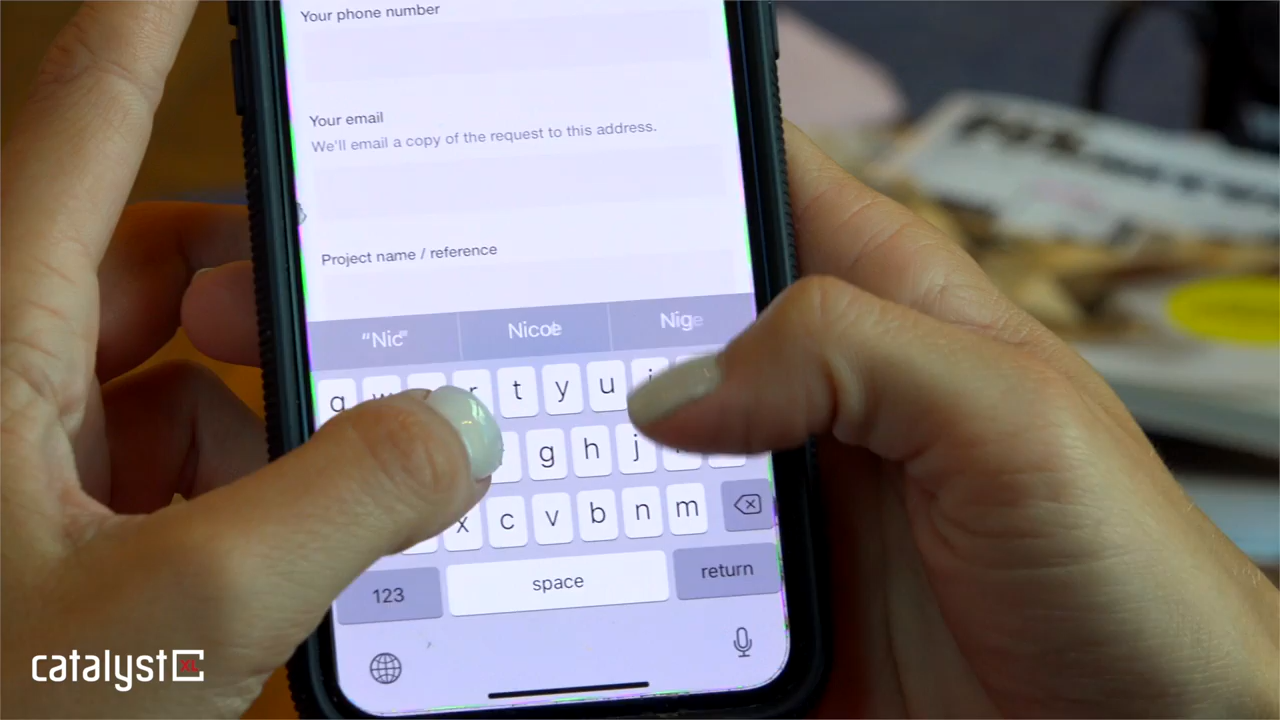 Your phone number
Your email
We'll email a copy of the request to this address.
Project name / reference
“Nic” Nicole Nige
q w r t y u i
g h j
x c v b n m
123 space return
catalyst XL